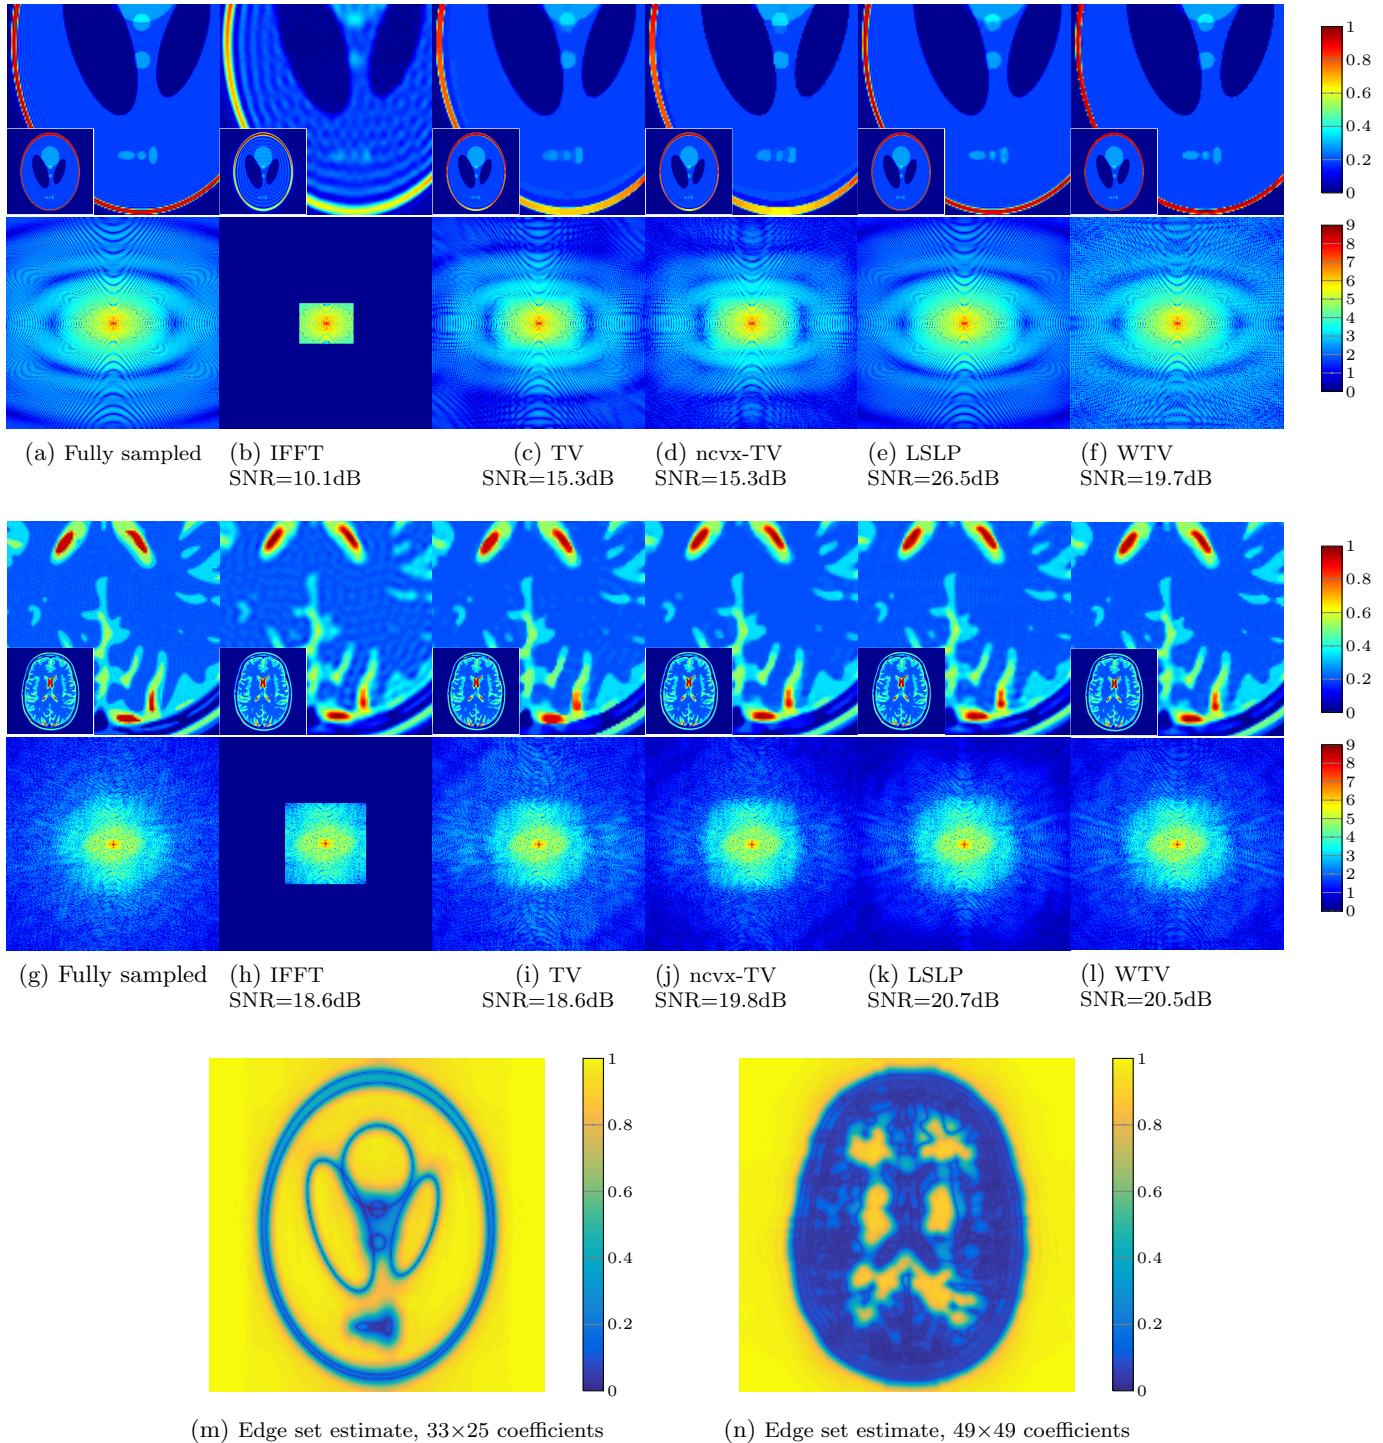 1
0.8
0.6
0.4
0.2
0
9
8
7
6
5
4
3
2
1
0
(a) Fully sampled
(b) IFFT
SNR=10.1dB
(c) TV
SNR=15.3dB
(d) ncvx-TV
SNR=15.3dB
(e) LSLP
SNR=26.5dB
(f) WTV
SNR=19.7dB
1
0.8
0.6
0.4
0.2
0
9
8
7
6
5
4
3
2
1
0
(g) Fully sampled
(h) IFFT
SNR=18.6dB
(i) TV
SNR=18.6dB
(j) ncvx-TV
SNR=19.8dB
(k) LSLP
SNR=20.7dB
(l) WTV
SNR=20.5dB
1
0.8
0.6
0.4
0.2
0
1
0.8
0.6
0.4
0.2
0
(m) Edge set estimate, 33×25 coefficients
(n) Edge set estimate, 49×49 coefficients